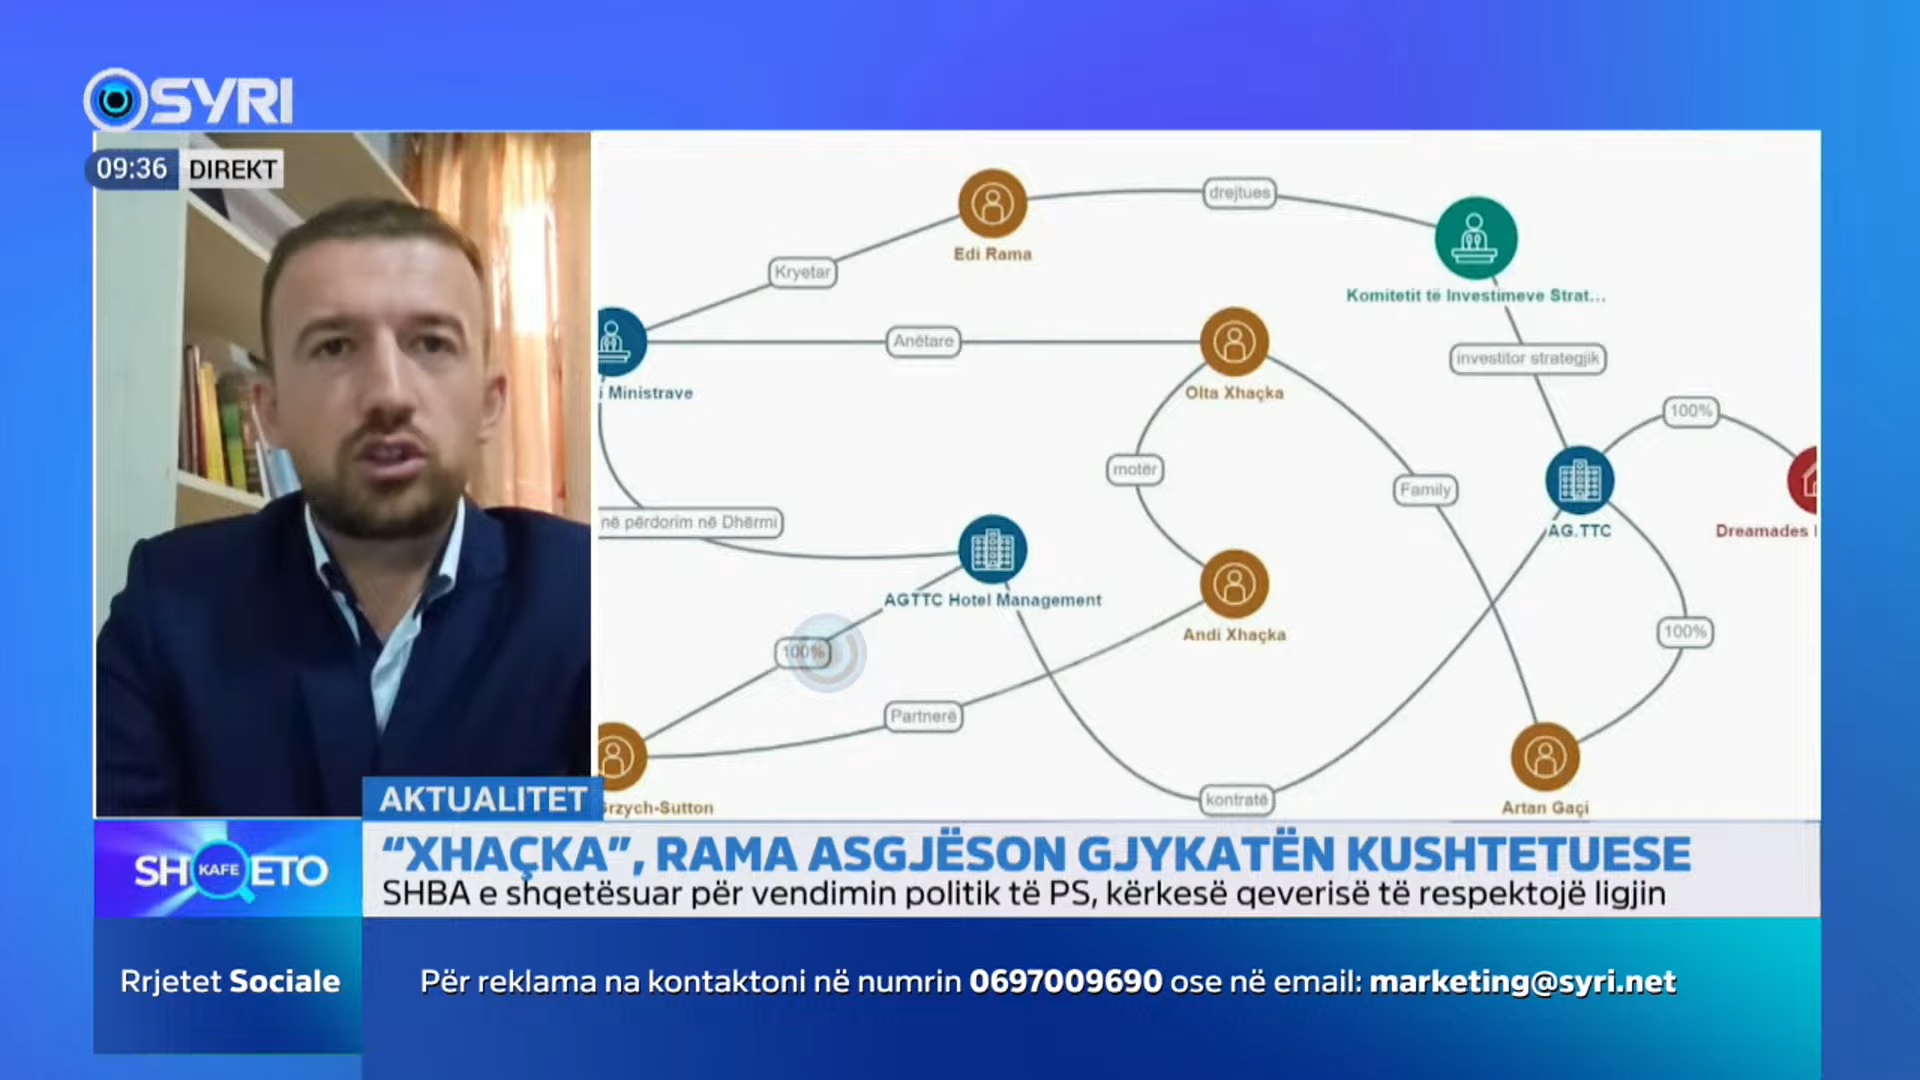 SYRI
09:36 DIREKT
Edi Rama
drejtues
Komitetit të Investimeve Strat...
Kryetar
Anëtare
i Ministrave
Olta Xhaçka
investitor strategjik
100%
motër
Family
AG.TTC
Dreamades
në përdorim në Dhërmi
AGTTC Hotel Management
Andi Xhaçka
100%
100%
Partnerë
kontratë
Grzych-Sutton
Artan Gaçi
AKTUALITET
SHQETO
KAFE
“XHAÇKA”, RAMA ASGJËSON GJYKATËN KUSHTETUESE
SHBA e shqetësuar për vendimin politik të PS, kërkesë qeverisë të respektojë ligjin
Rrjetet Sociale
Për reklama na kontaktoni në numrin 0697009690 ose në email: marketing@syri.net